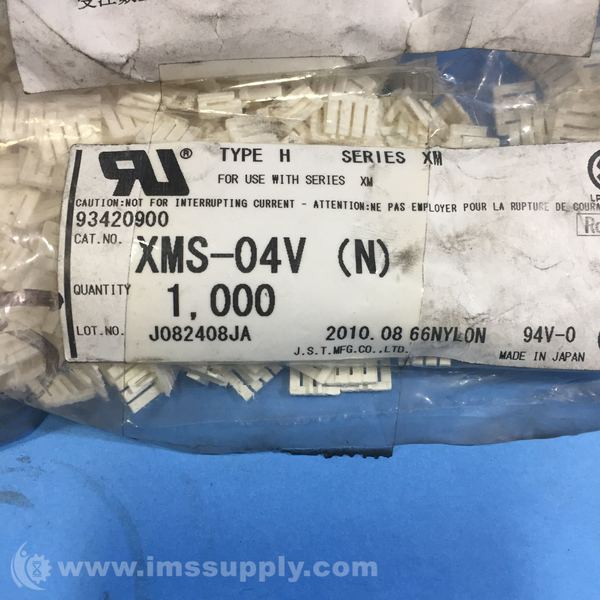 ® TYPE H SERIES XM
FOR USE WITH SERIES XM
CAUTION:NOT FOR INTERRUPTING CURRENT - ATTENTION:NE PAS EMPLOYER POUR LA RUPTURE DE COURA
93420900
CAT.NO. XMS-04V (N)
QUANTITY 1,000
LOT.NO. J082408JA 2010.08 66NYLON 94V-0
J.S.T.MFG.CO.,LTD. MADE IN JAPAN
www.imssupply.com